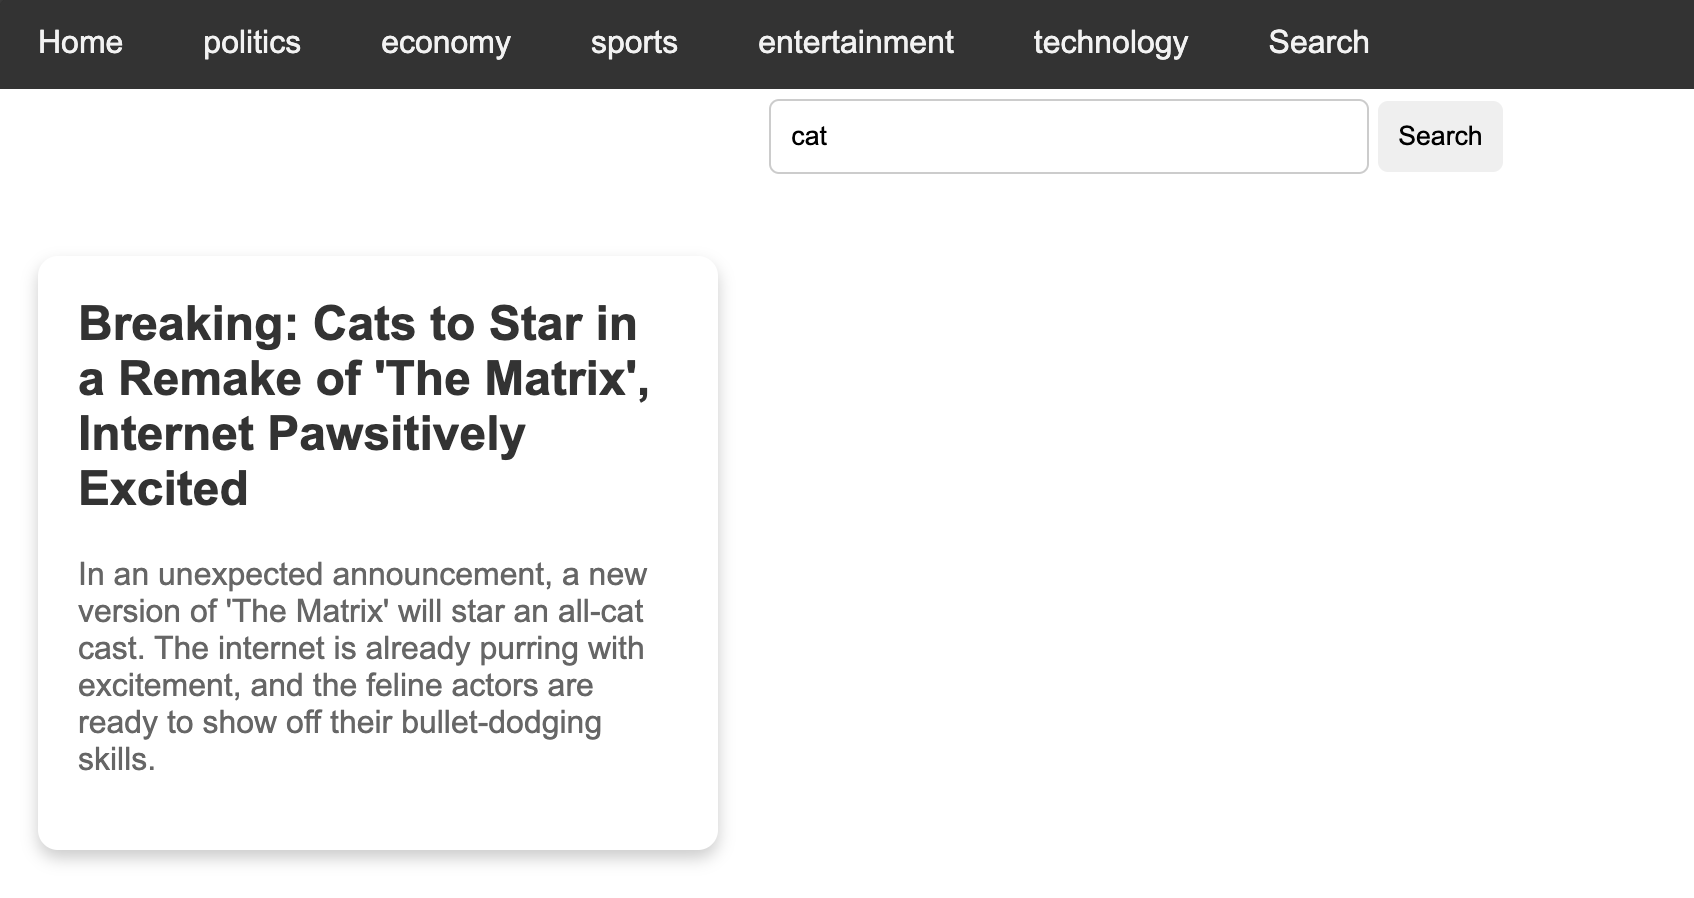 Home politics economy sports entertainment technology Search
cat Search
Breaking: Cats to Star in
a Remake of 'The Matrix',
Internet Pawsitively
Excited
In an unexpected announcement, a new
version of 'The Matrix' will star an all-cat
cast. The internet is already purring with
excitement, and the feline actors are
ready to show off their bullet-dodging
skills.